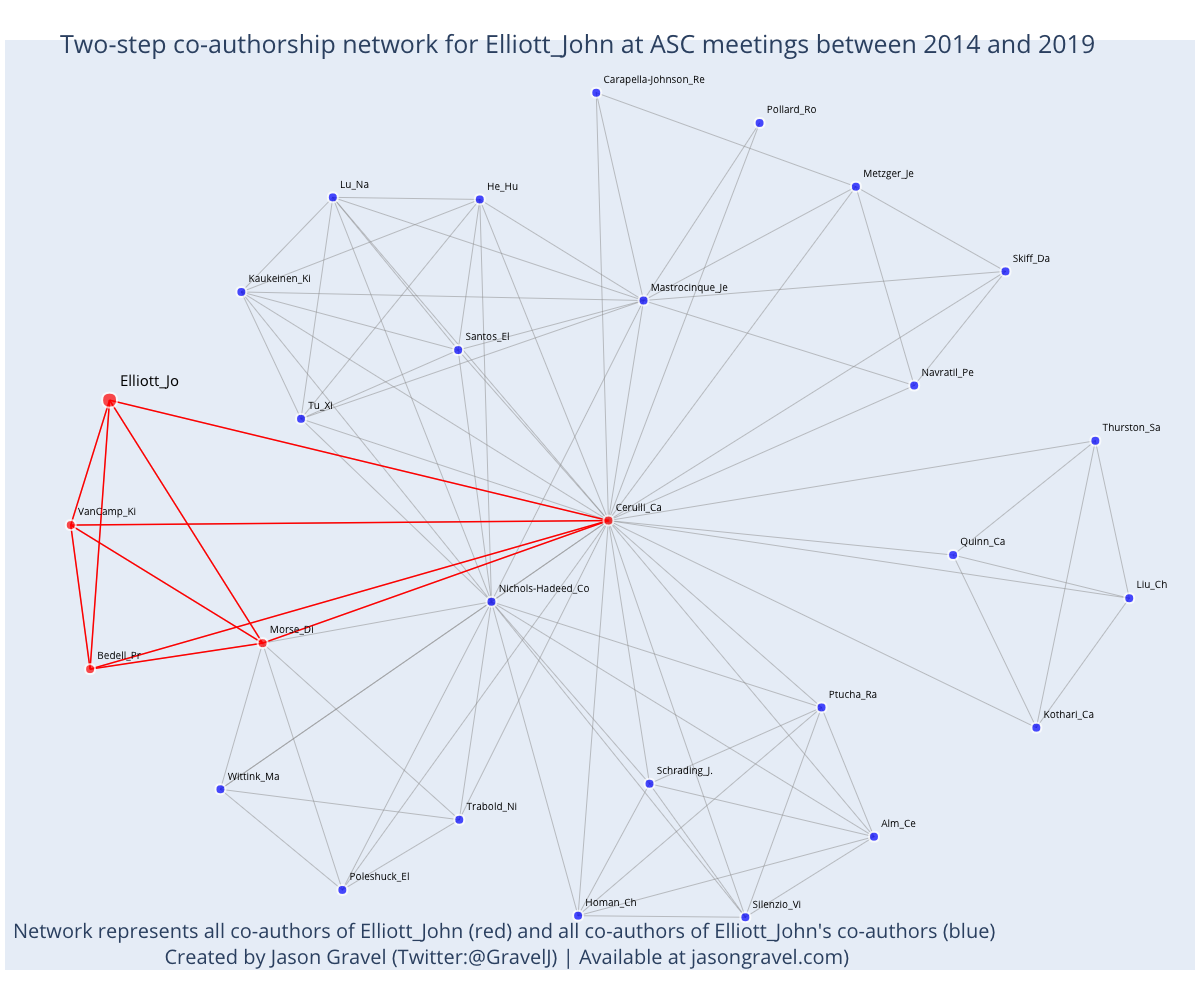 Two-step co-authorship network for Elliott_John at ASC meetings between 2014 and 2019
Carapella-Johnson_Re
Pollard_Ro
Metzger_Je
Lu_Na
He_Hu
Skiff_Da
Kaukeinen_Ki
Mastrocinque_Je
Santos_El
Navratil_Pe
Elliott_Jo
Tu_Xi
Thurston_Sa
VanCamp_Ki
Cerulli_Ca
Quinn_Ca
Nichols-Hadeed_Co
Liu_Ch
Morse_Di
Bedell_Pr
Ptucha_Ra
Kothari_Ca
Wittink_Ma
Schrading_J.
Trabold_Ni
Alm_Ce
Poleshuck_El
Homan_Ch
Silenzio_Vi
Network represents all co-authors of Elliott_John (red) and all co-authors of Elliott_John's co-authors (blue)
Created by Jason Gravel (Twitter:@GravelJ) | Available at jasongravel.com)